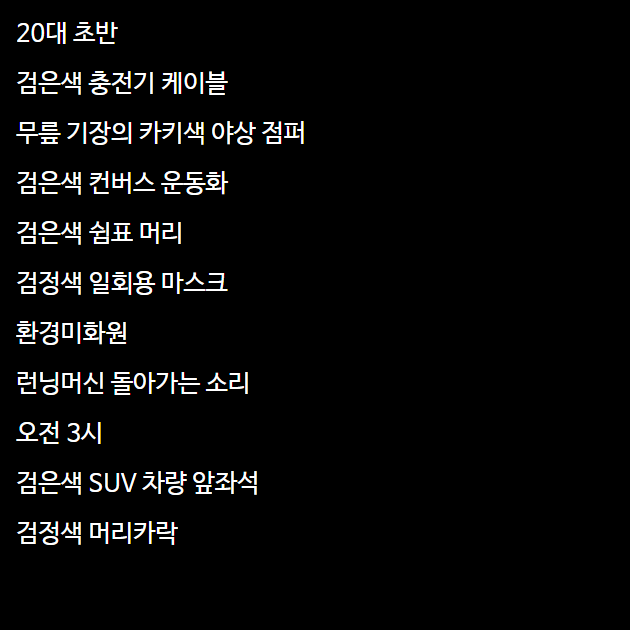 20대 초반
검은색 충전기 케이블
무릎 기장의 카키색 야상 점퍼
검은색 컨버스 운동화
검은색 쉼표 머리
검정색 일회용 마스크
환경미화원
런닝머신 돌아가는 소리
오전 3시
검은색 SUV 차량 앞좌석
검정색 머리카락